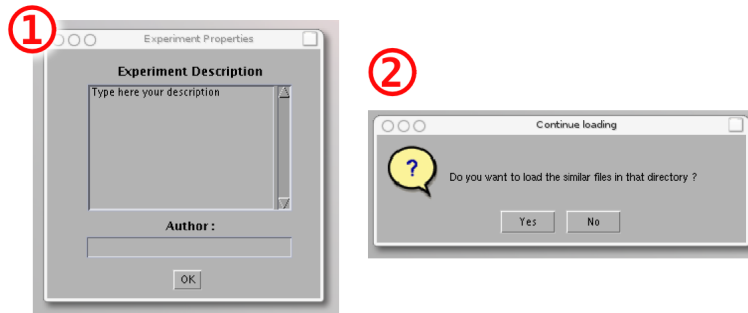 1
Experiment Properties
Experiment Description
Type here your description
Author :
OK
2
Continue loading
?
Do you want to load the similar files in that directory ?
Yes No